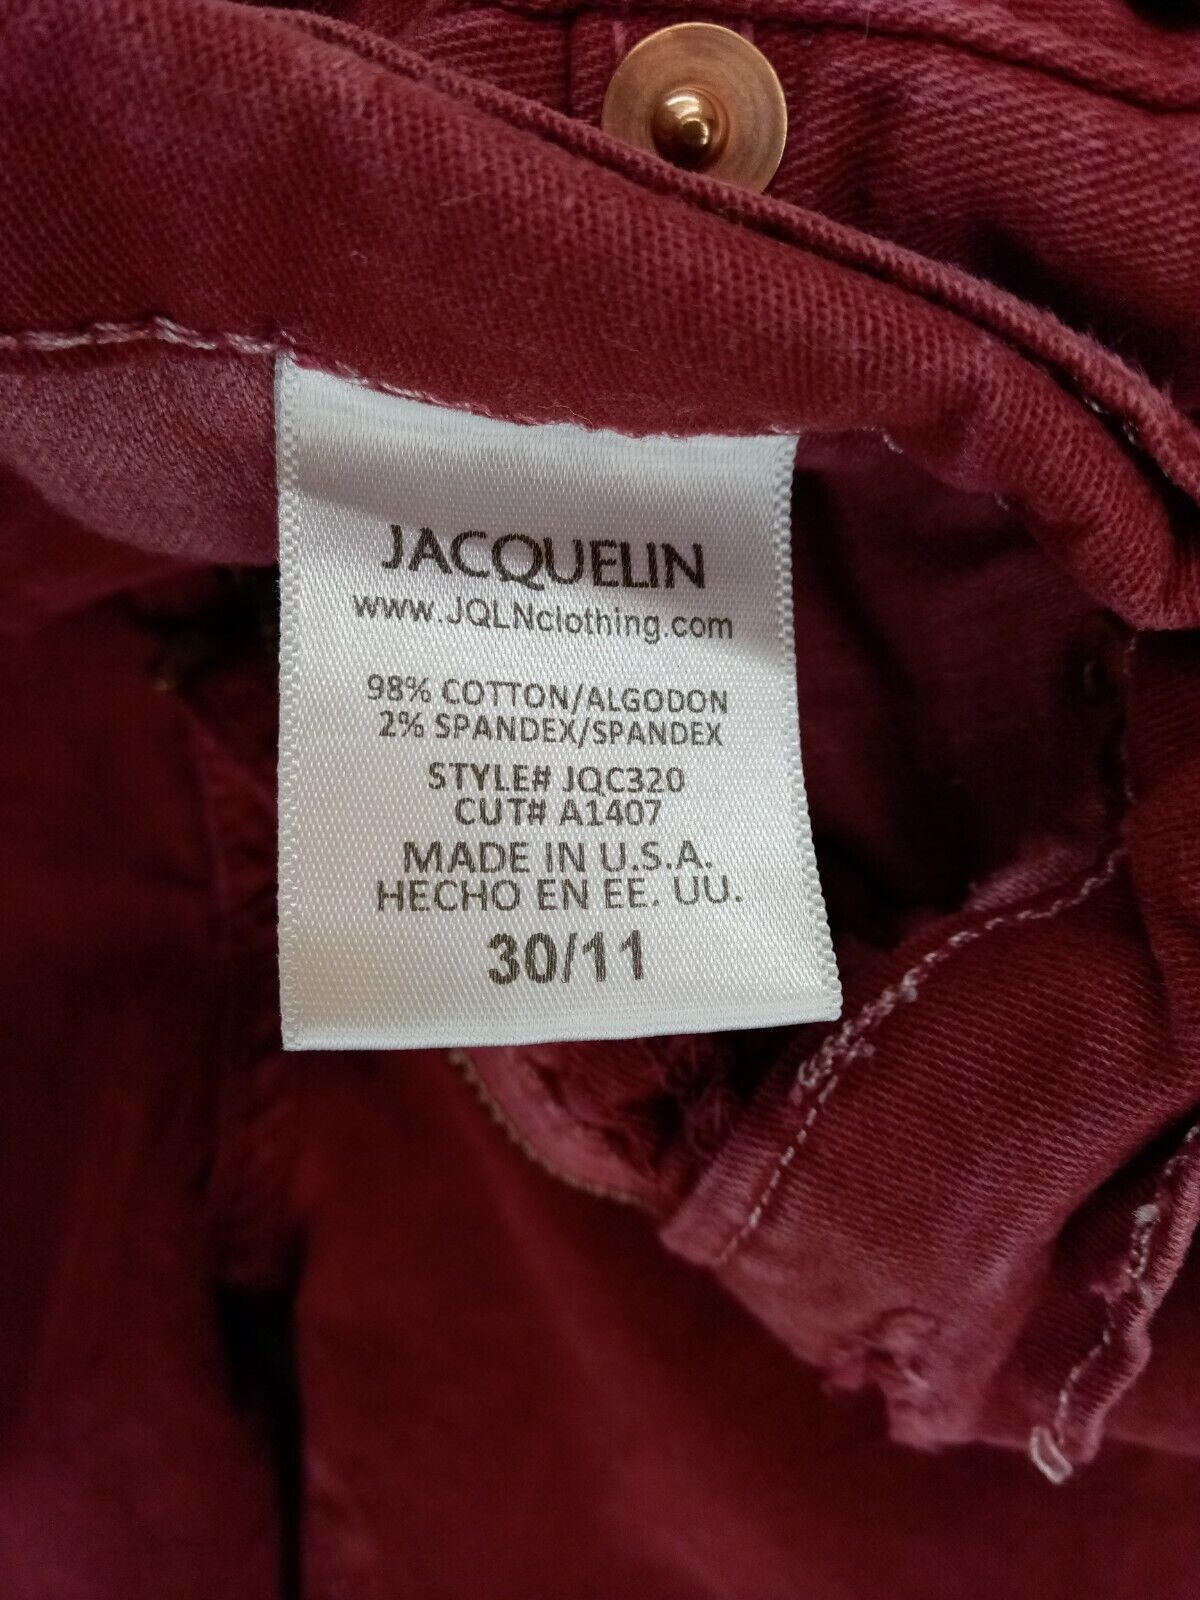 JACQUELIN
www.JQLNclothing.com
98% COTTON/ALGODON
2% SPANDEX/SPANDEX
STYLE# JQC320
CUT# A1407
MADE IN U.S.A.
HECHO EN EE. UU.
30/11